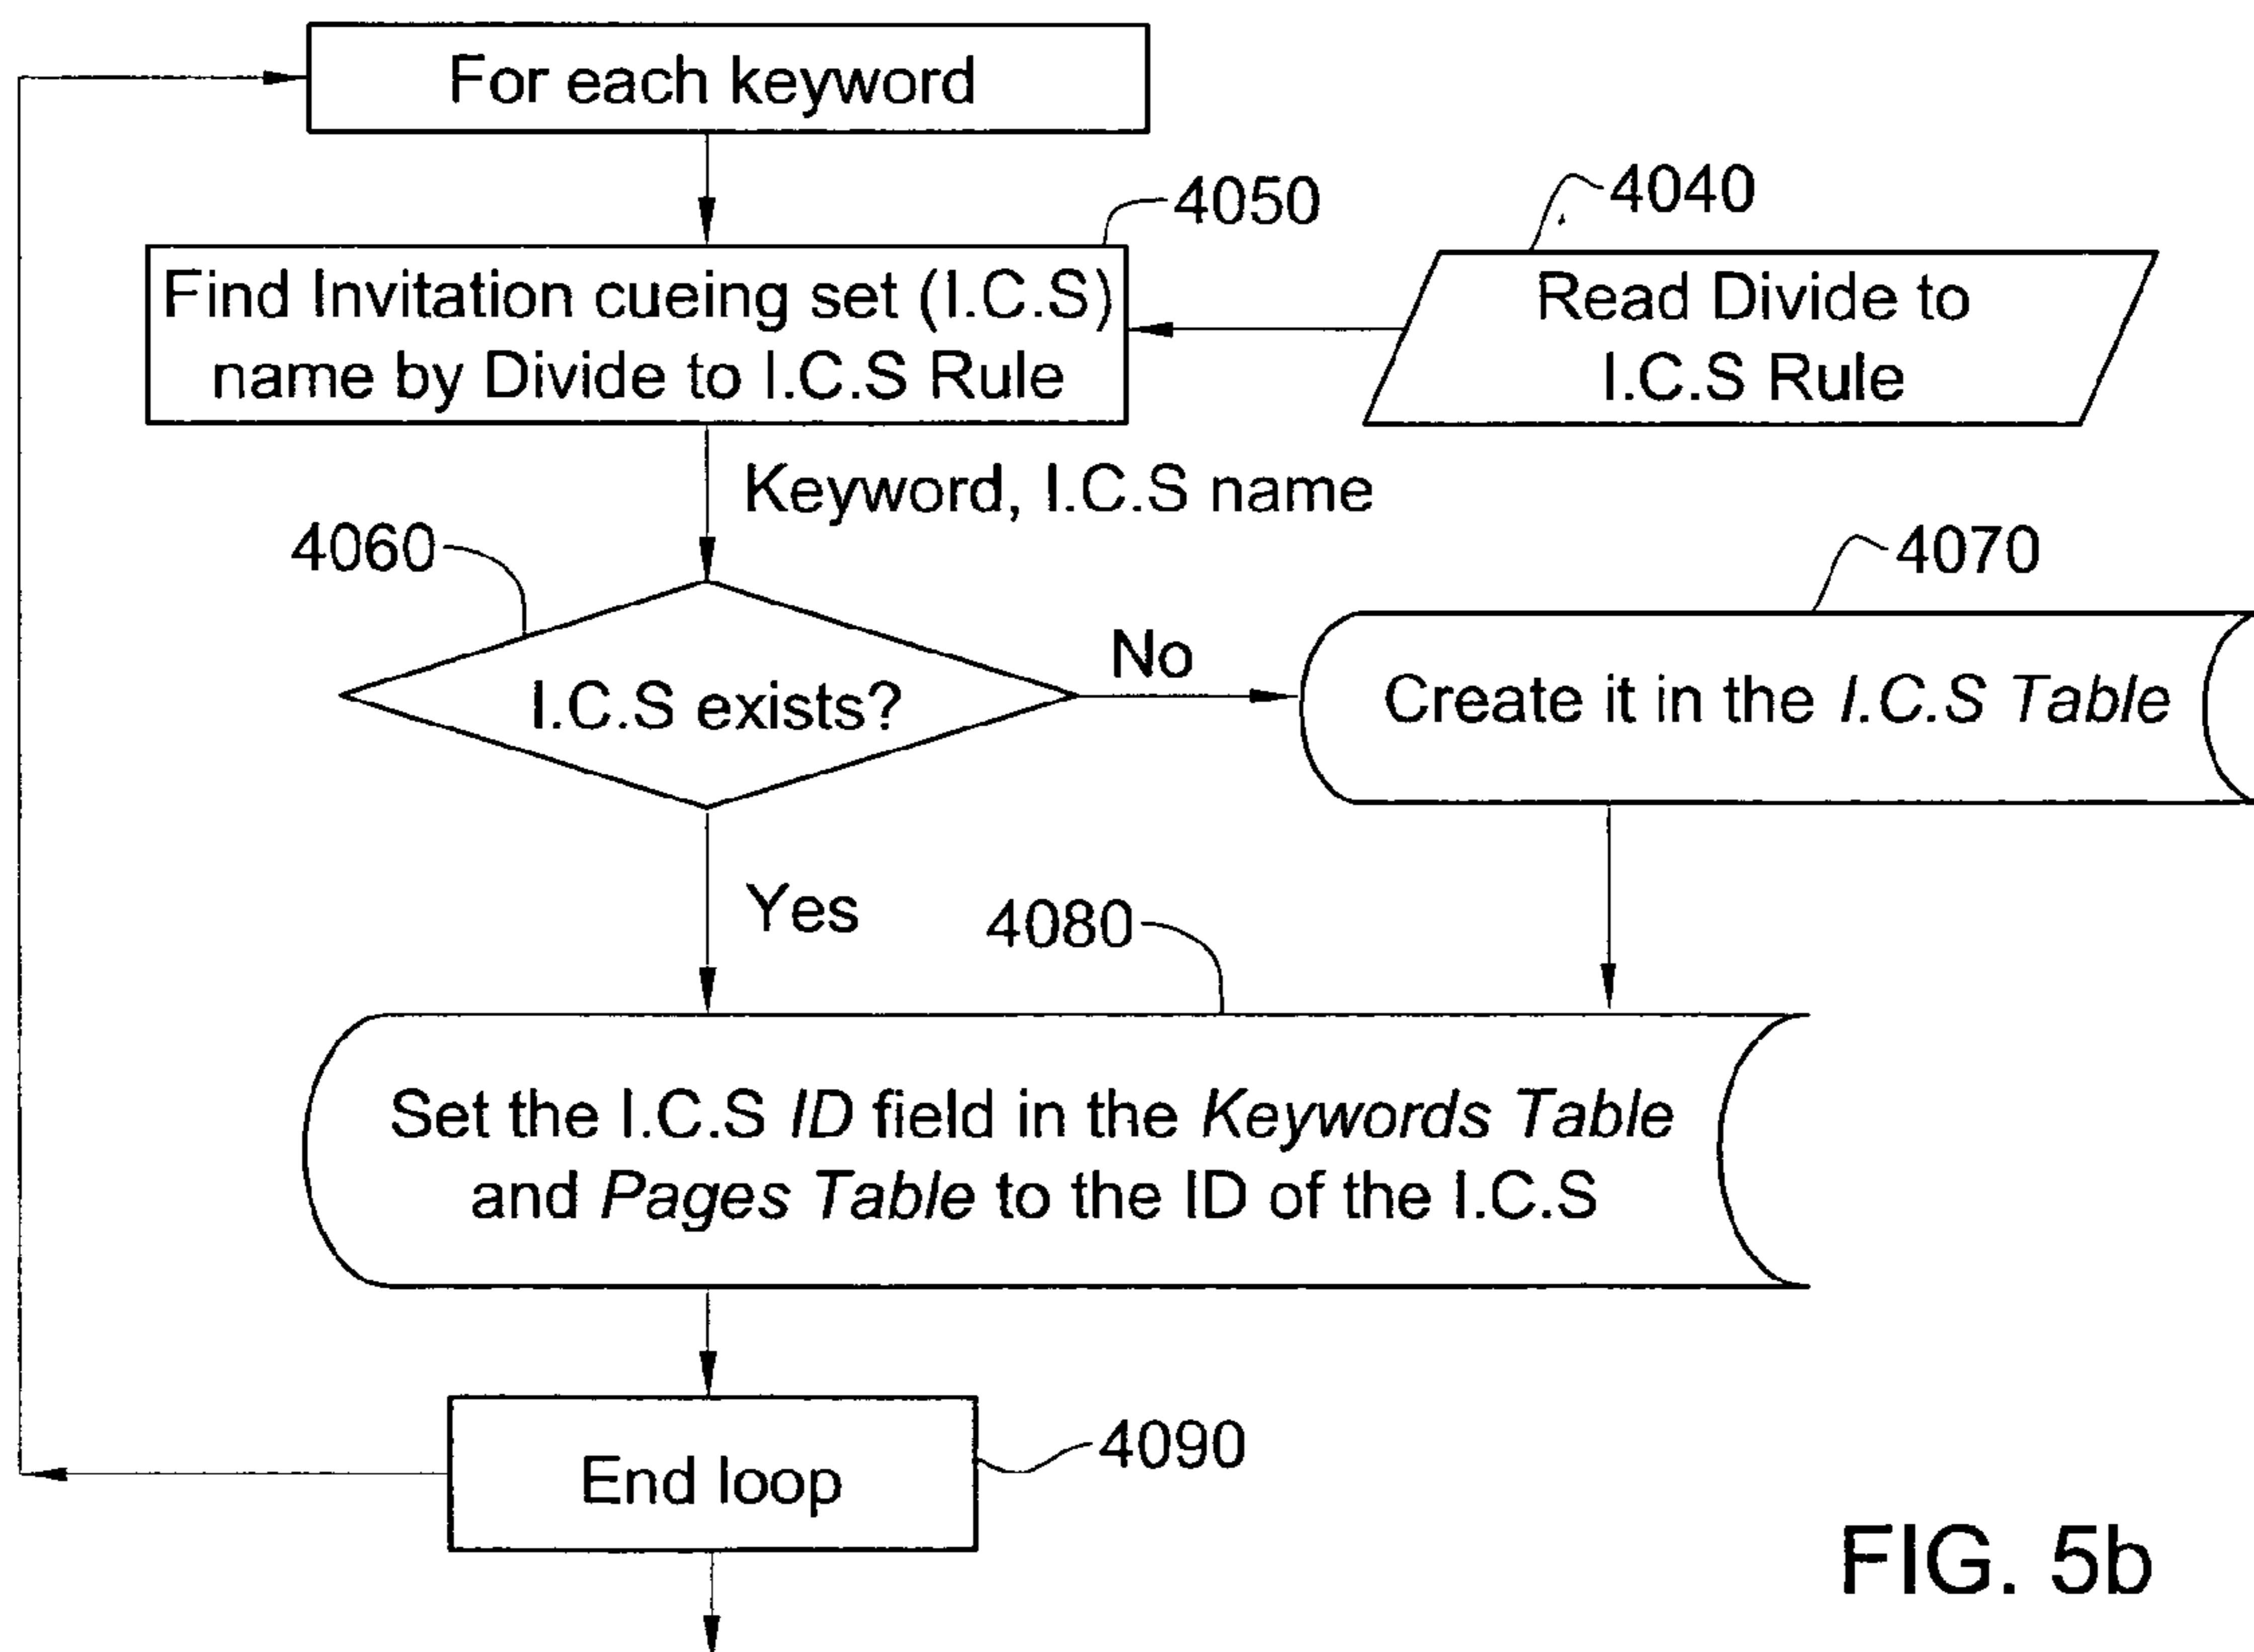 For each keyword
4050
4040
Find Invitation cueing set (I.C.S)
name by Divide to I.C.S Rule
Read Divide to
I.C.S Rule
Keyword, I.C.S name
4060
4070
I.C.S exists?
No
Create it in the I.C.S Table
Yes
4080
Set the I.C.S ID field in the Keywords Table
and Pages Table to the ID of the I.C.S
4090
End loop
FIG. 5b